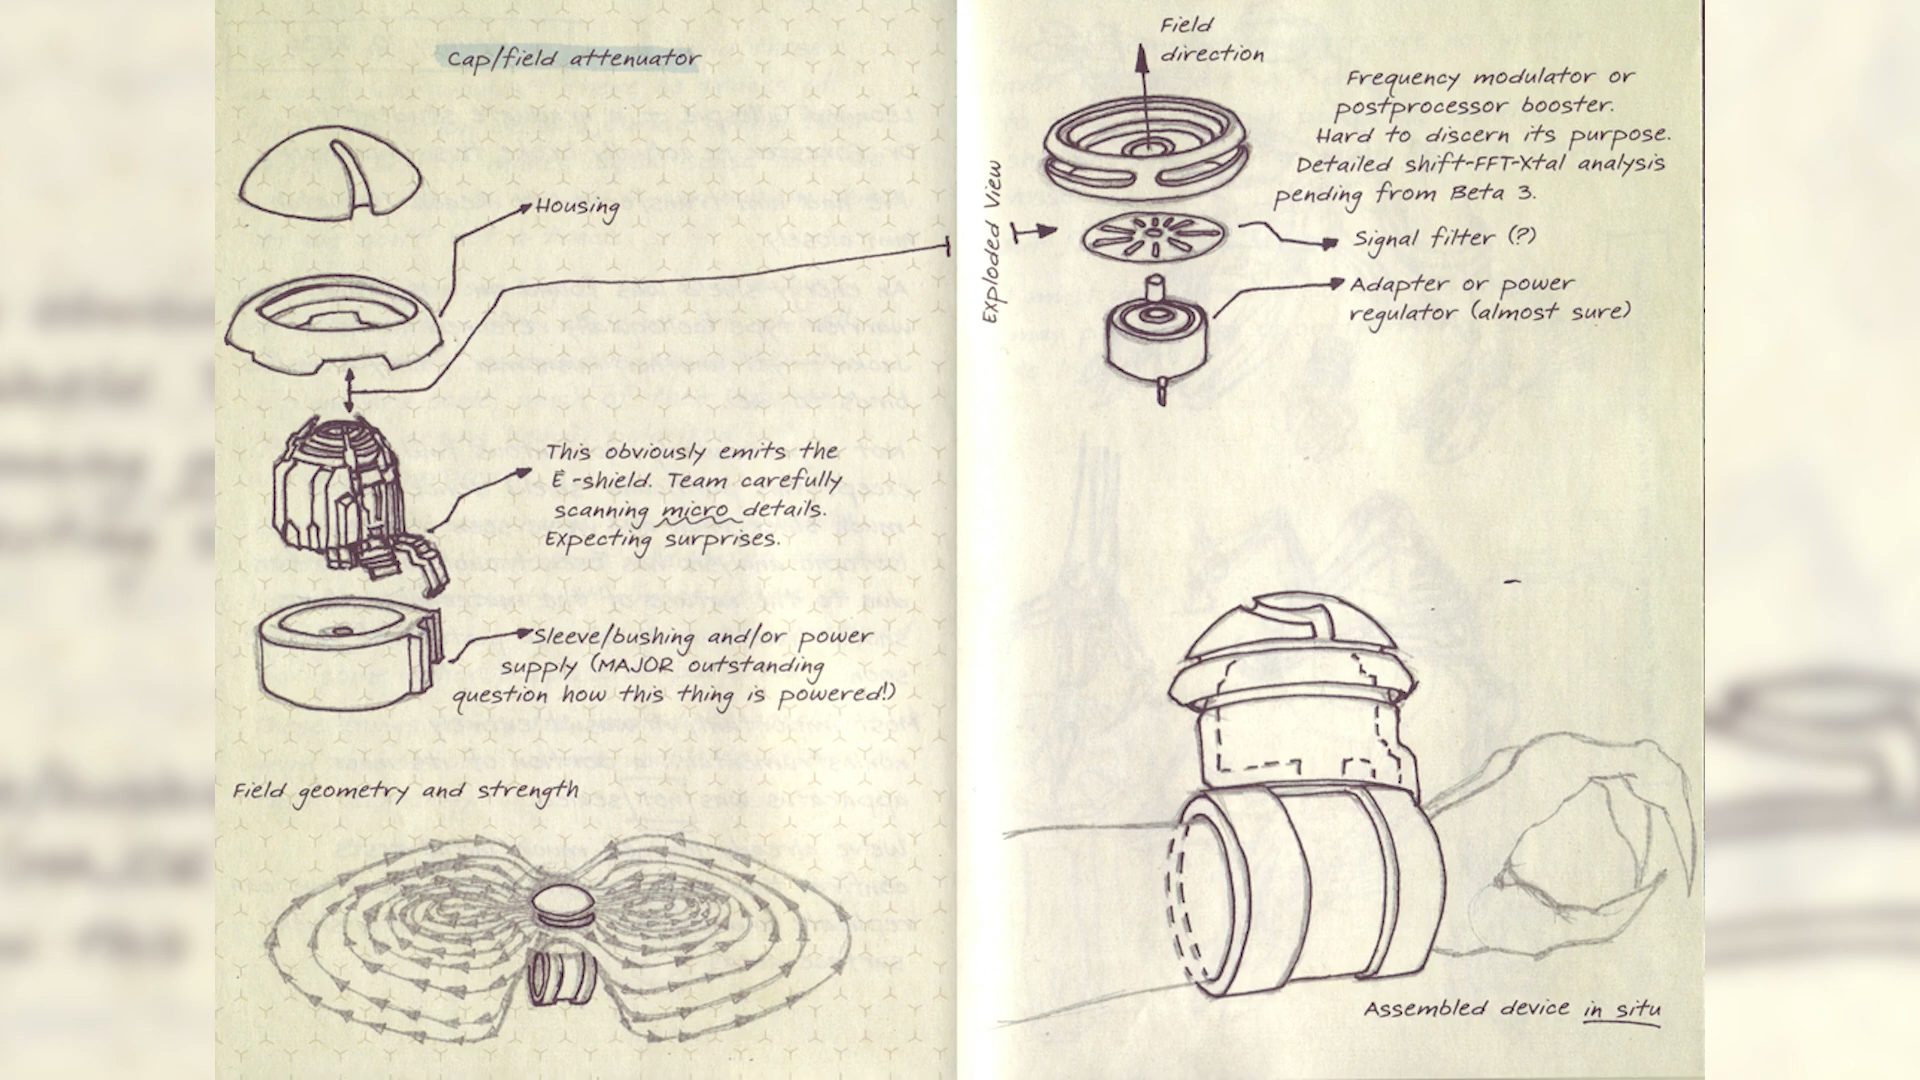 Cap/field attenuator
Housing
This obviously emits the
E-shield. Team carefully
scanning micro details.
Expecting surprises.
Sleeve/bushing and/or power
supply (MAJOR outstanding
question how this thing is powered!)
Field geometry and strength
Field
direction
Exploded View
Frequency modulator or
postprocessor booster.
Hard to discern its purpose.
Detailed shift-FFT-Xtal analysis
pending from Beta 3.
Signal filter (?)
Adapter or power
regulator (almost sure)
Assembled device in situ